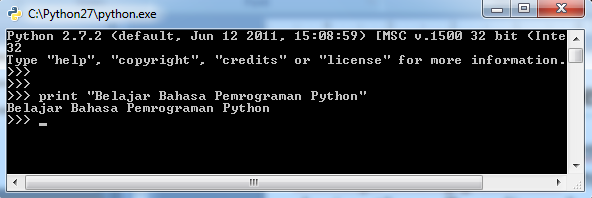 C:\Python27\python.exe
Python 2.7.2 (default, Jun 12 2011, 15:08:59) [MSC v.1500 32 bit (Inte
32
Type "help", "copyright", "credits" or "license" for more information.
>>>
>>>
>>> print "Belajar Bahasa Pemrograman Python"
Belajar Bahasa Pemrograman Python
>>> _